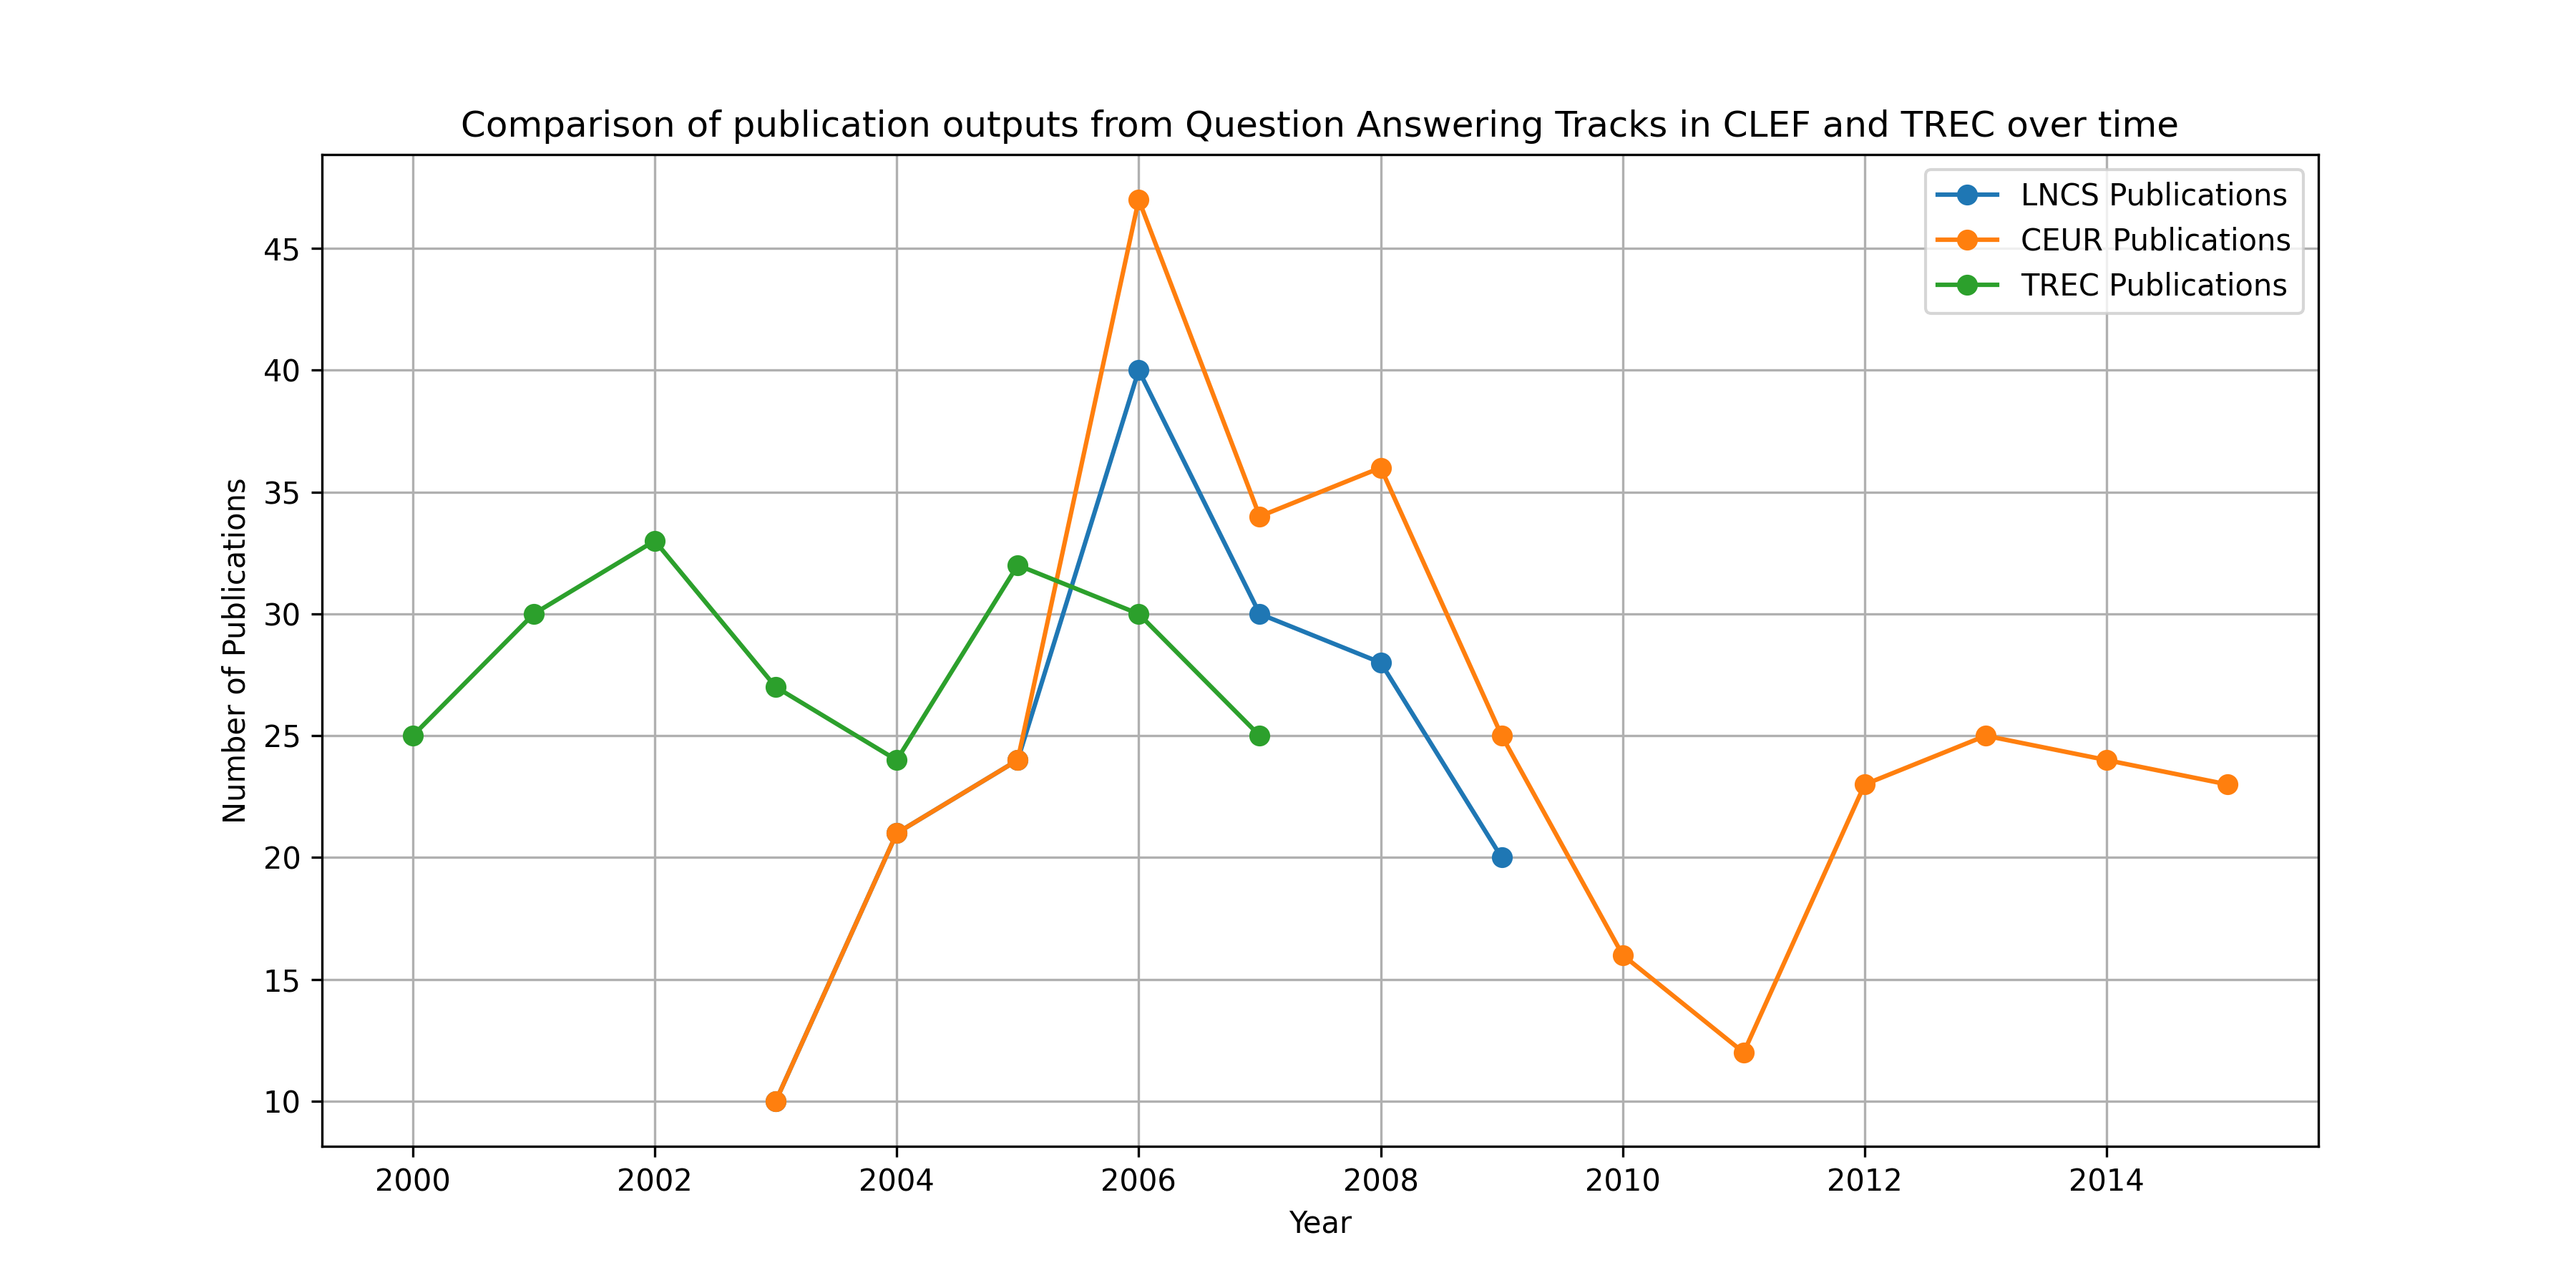 Comparison of publication outputs from Question Answering Tracks in CLEF and TREC over time
LNCS Publications
CEUR Publications
TREC Publications
Number of Publications
45
40
35
30
25
20
15
10
2000 2002 2004 2006 2008 2010 2012 2014
Year